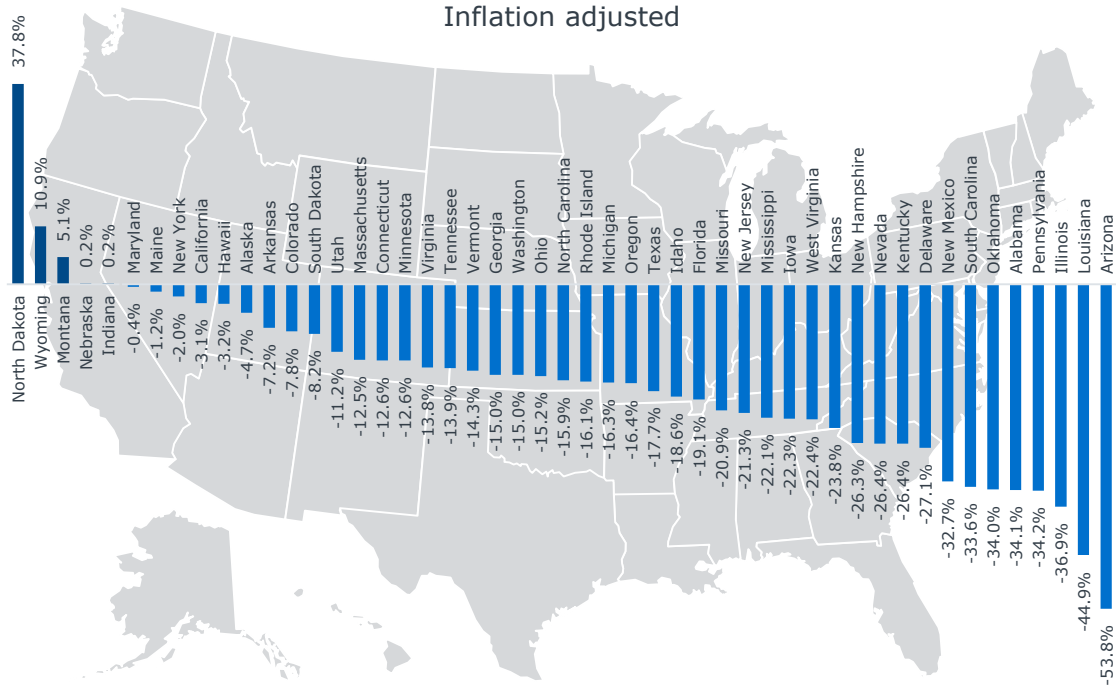 Inflation adjusted
North Dakota 37.8%
Wyoming 10.9%
Montana 5.1%
Nebraska 0.2%
Indiana 0.2%
Maryland -0.4%
Maine -1.2%
New York -2.0%
California -3.1%
Hawaii -3.2%
Alaska -4.7%
Arkansas -7.2%
Colorado -7.8%
South Dakota -8.2%
Utah -11.2%
Massachusetts -12.5%
Connecticut -12.6%
Minnesota -12.6%
Virginia -13.8%
Tennessee -13.9%
Vermont -14.3%
Georgia -15.0%
Washington -15.0%
Ohio -15.2%
North Carolina -15.9%
Rhode Island -16.1%
Michigan -16.3%
Oregon -16.4%
Texas -17.7%
Idaho -18.6%
Florida -19.1%
Missouri -20.9%
New Jersey -21.3%
Mississippi -22.1%
Iowa -22.3%
West Virginia -22.4%
Kansas -23.8%
New Hampshire -26.3%
Nevada -26.4%
Kentucky -26.4%
Delaware -27.1%
New Mexico -32.7%
South Carolina -33.6%
Oklahoma -34.0%
Alabama -34.1%
Pennsylvania -34.2%
Illinois -36.9%
Louisiana -44.9%
Arizona -53.8%